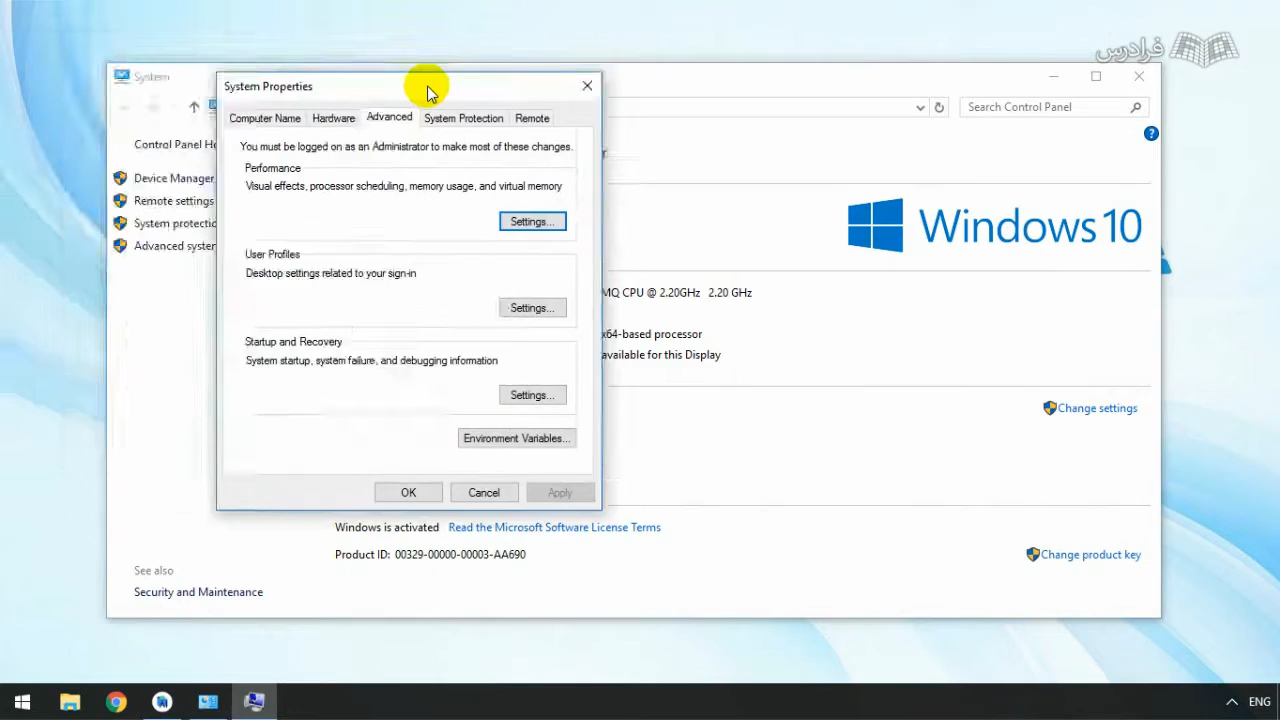 فرادرس
System
System Properties
Computer Name Hardware Advanced System Protection Remote
Search Control Panel
You must be logged on as an Administrator to make most of these changes.
Performance
Visual effects, processor scheduling, memory usage, and virtual memory
Settings...
User Profiles
Desktop settings related to your sign-in
Settings...
Startup and Recovery
System startup, system failure, and debugging information
Settings...
Environment Variables...
OK Cancel Apply
Control Panel
Device Manager
Remote settings
System
Advanced
Windows 10
MQ CPU @ 2.20GHz 2.20 GHz
x64-based processor
available for this Display
Change settings
Windows is activated Read the Microsoft Software License Terms
Product ID: 00329-00000-00003-AA690
Change product key
See also
Security and Maintenance
ENG